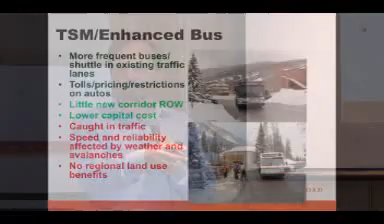 TSM/Enhanced Bus
• More frequent buses/
shuttle in existing traffic
lanes
• Tolls/pricing/restrictions
on autos
• Little new corridor ROW
• Lower capital cost
• Caught in traffic
• Speed and reliability
affected by weather and
avalanches
• No regional land use
benefits